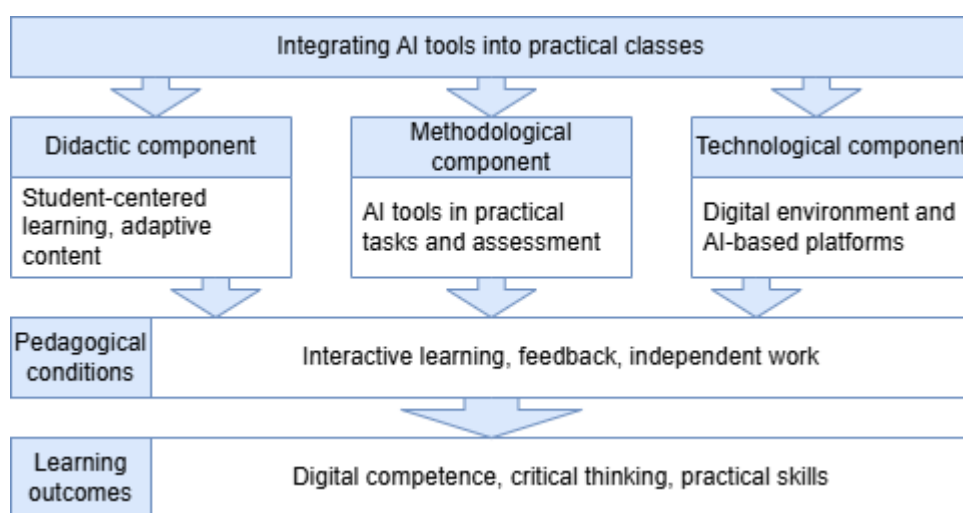 Integrating AI tools into practical classes
Didactic component
Student-centered
learning, adaptive
content
Methodological
component
AI tools in practical
tasks and assessment
Technological component
Digital environment and
AI-based platforms
Pedagogical
conditions
Interactive learning, feedback, independent work
Learning
outcomes
Digital competence, critical thinking, practical skills